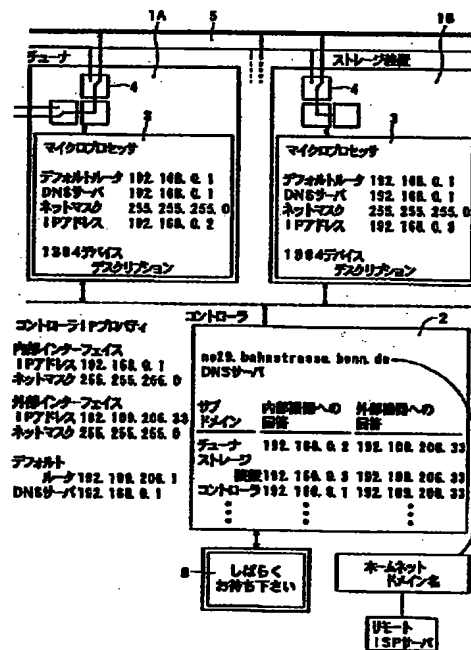 1A
5
1B
チューナ
ストレージ装置
4
4
3
3
マイクロプロセッサ
デフォルトルータ 192.168.0.1
DNSサーバ 192.168.0.1
ネットマスク 255.255.255.0
IPアドレス 192.168.0.2
1394デバイス
デスクリプション
マイクロプロセッサ
デフォルトルータ 192.168.0.1
DNSサーバ 192.168.0.1
ネットマスク 255.255.255.0
IPアドレス 192.168.0.3
1394デバイス
デスクリプション
コントローラIPプロパティ
内部インターフェイス
IPアドレス 192.168.0.1
ネットマスク 255.255.255.0
外部インターフェイス
IPアドレス 192.109.206.33
ネットマスク 255.255.255.0
デフォルト
ルータ 192.109.206.1
DNSサーバ 192.168.0.1
コントローラ
2
no29.bahnstrasse.bonn.de
DNSサーバ
サブドメイン 内部機器への回答 外部機器への回答
チューナ 192.168.0.2 192.109.206.33
ストレージ
装置 192.168.0.3 192.109.206.33
コントローラ 192.168.0.1 192.109.206.33
8
しばらく
お待ち下さい
ホームネット
ドメイン名
リモート
ISPサーバ